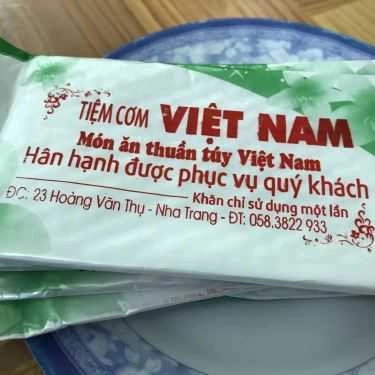 TIỆM CƠM VIỆT NAM
Món ăn thuần túy Việt Nam
Hân hạnh được phục vụ quý khách
Khăn chỉ sử dụng một lần
ĐC: 23 Hoàng Văn Thụ - Nha Trang - ĐT: 058.3822 933